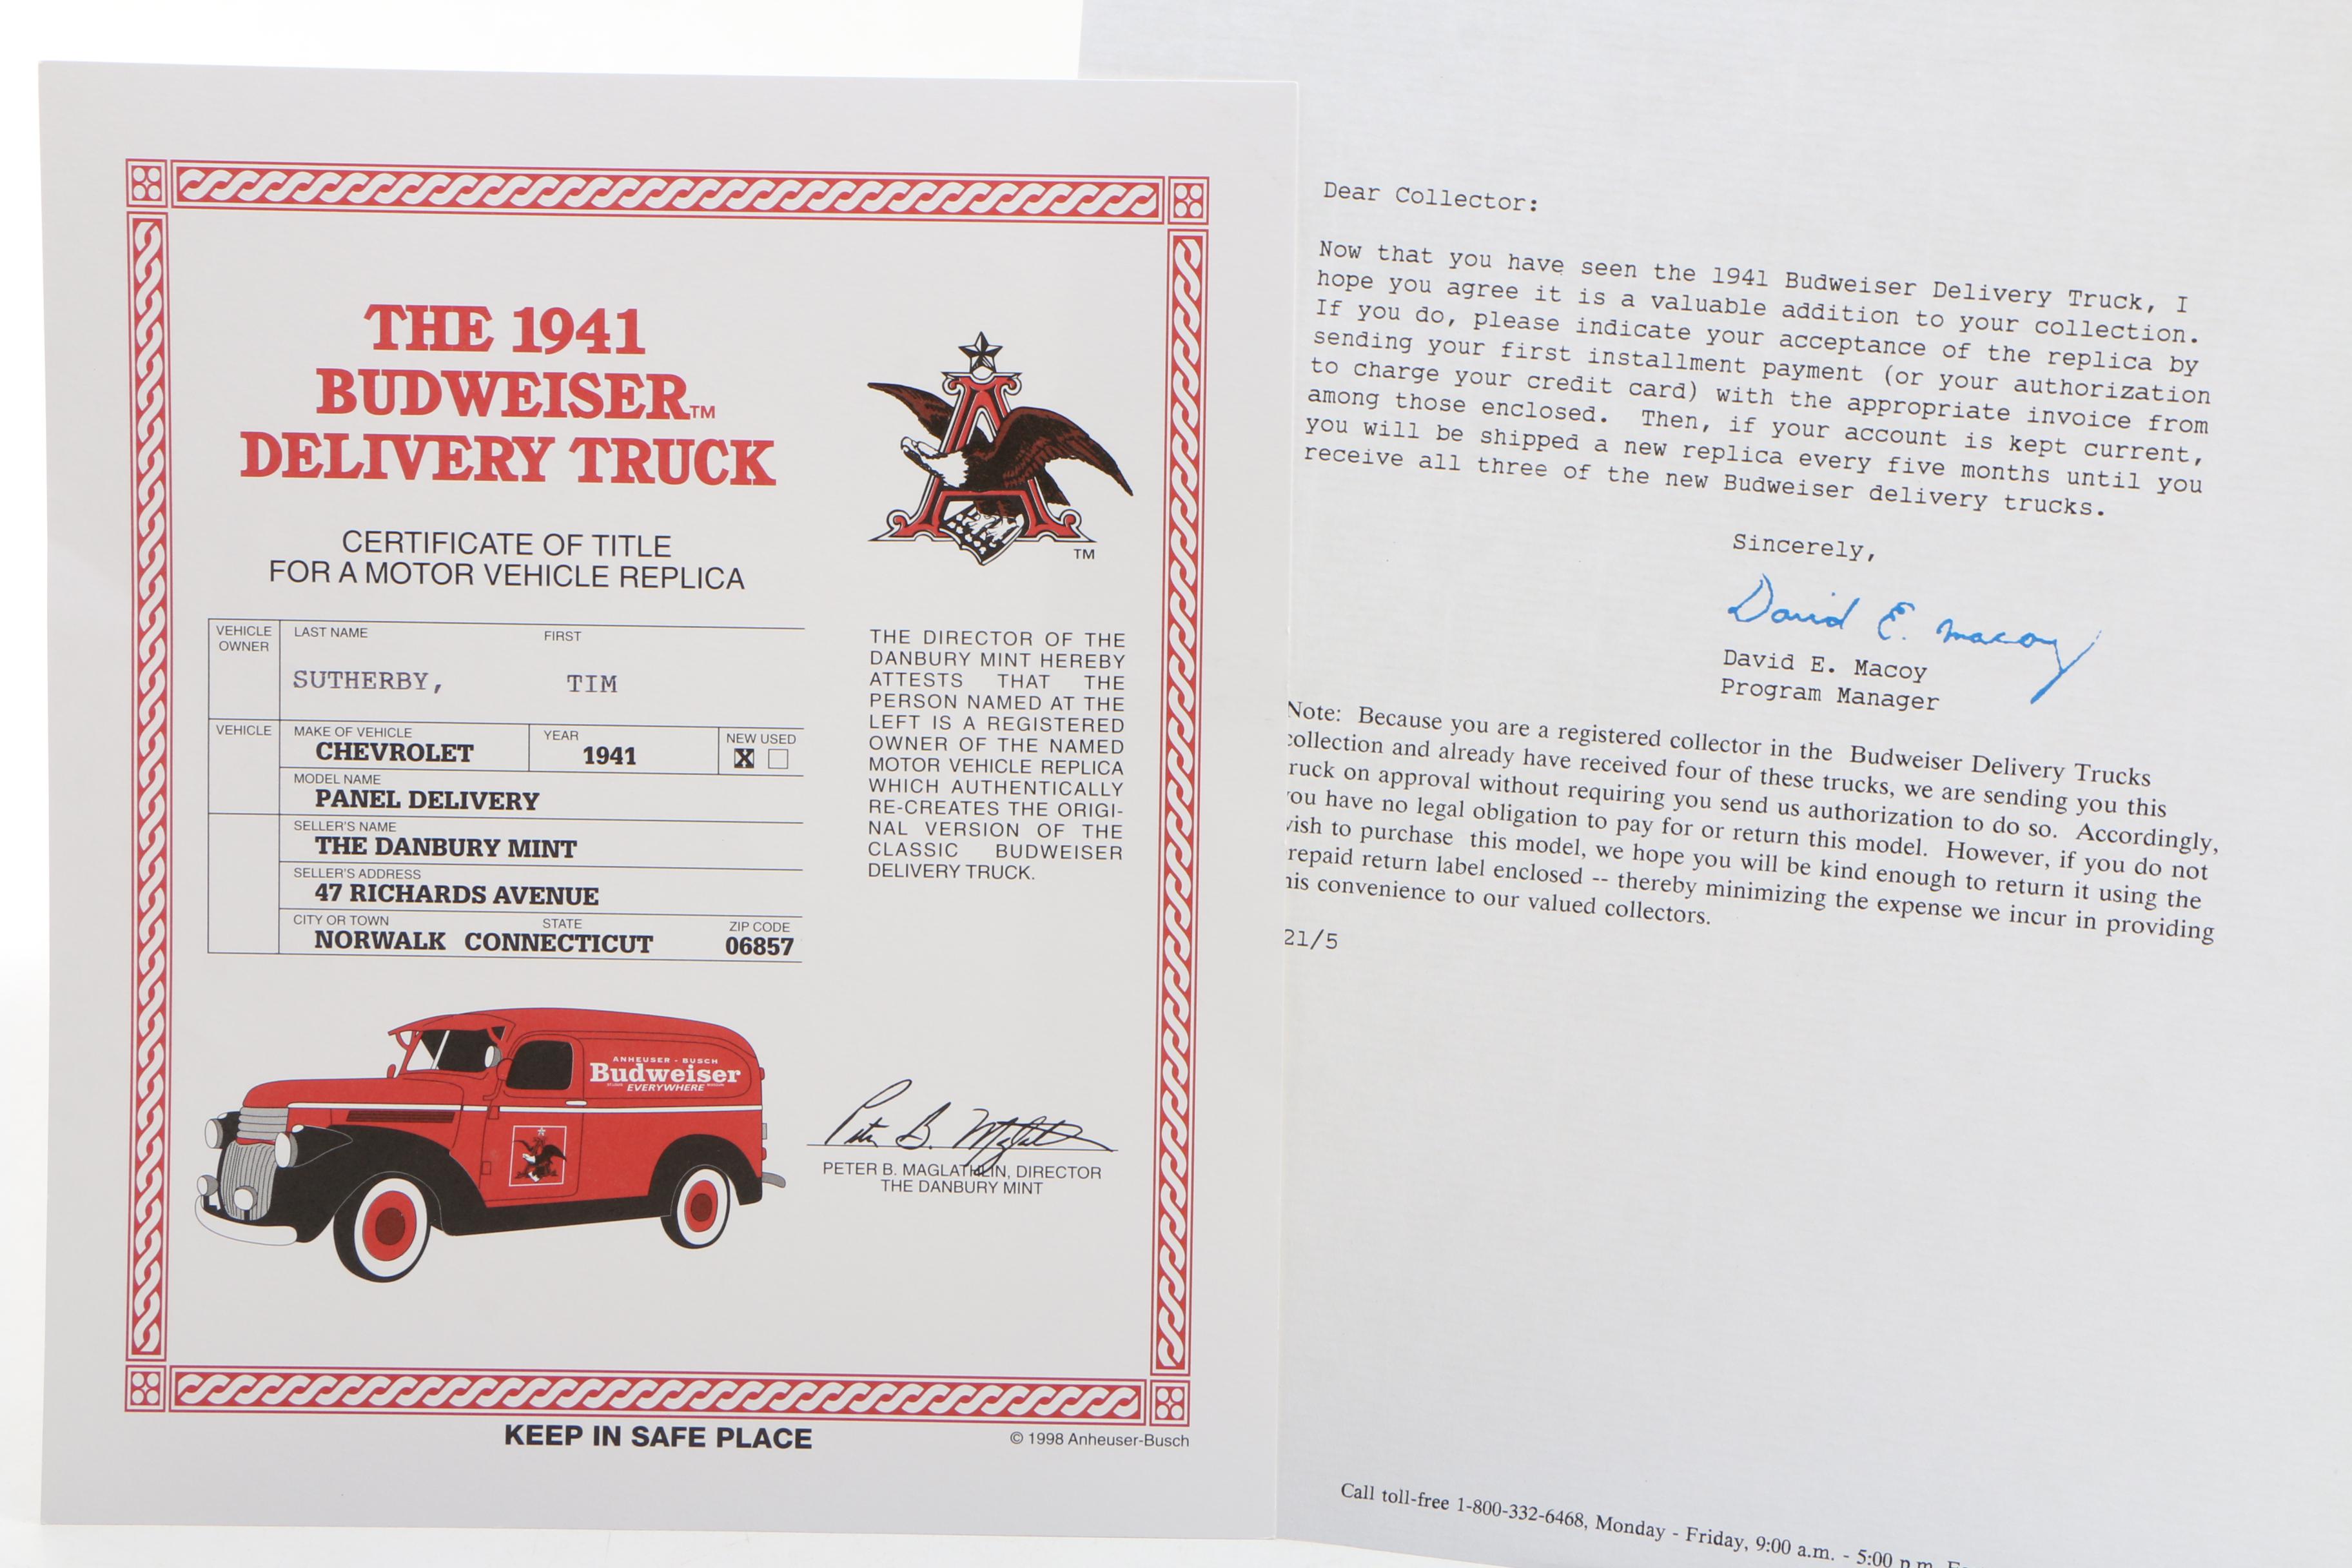 THE 1941
BUDWEISER™
DELIVERY TRUCK
CERTIFICATE OF TITLE
FOR A MOTOR VEHICLE REPLICA
TM
VEHICLE OWNER LAST NAME FIRST
SUTHERBY, TIM
VEHICLE MAKE OF VEHICLE YEAR NEW USED
CHEVROLET 1941 X
MODEL NAME
PANEL DELIVERY
SELLER'S NAME
THE DANBURY MINT
SELLER'S ADDRESS
47 RICHARDS AVENUE
CITY OR TOWN STATE ZIP CODE
NORWALK CONNECTICUT 06857
THE DIRECTOR OF THE
DANBURY MINT HEREBY
ATTESTS THAT THE
PERSON NAMED AT THE
LEFT IS A REGISTERED
OWNER OF THE NAMED
MOTOR VEHICLE REPLICA
WHICH AUTHENTICALLY
RE-CREATES THE ORIGI-
NAL VERSION OF THE
CLASSIC BUDWEISER
DELIVERY TRUCK.
ANHEUSER - BUSCH
Budweiser
EVERYWHERE
PETER B. MAGLATHLIN, DIRECTOR
THE DANBURY MINT
KEEP IN SAFE PLACE
© 1998 Anheuser-Busch
Dear Collector:
Now that you have seen the 1941 Budweiser Delivery Truck, I
hope you agree it is a valuable addition to your collection.
If you do, please indicate your acceptance of the replica by
sending your first installment payment (or your authorization
to charge your credit card) with the appropriate invoice from
among those enclosed. Then, if your account is kept current,
you will be shipped a new replica every five months until you
receive all three of the new Budweiser delivery trucks.
Sincerely,
David E. Macoy
David E. Macoy
Program Manager
Note: Because you are a registered collector in the Budweiser Delivery Trucks
collection and already have received four of these trucks, we are sending you this
ruck on approval without requiring you send us authorization to do so. Accordingly,
you have no legal obligation to pay for or return this model. However, if you do not
wish to purchase this model, we hope you will be kind enough to return it using the
repaid return label enclosed -- thereby minimizing the expense we incur in providing
his convenience to our valued collectors.
21/5
Call toll-free 1-800-332-6468, Monday - Friday, 9:00 a.m. - 5:00 p.m.